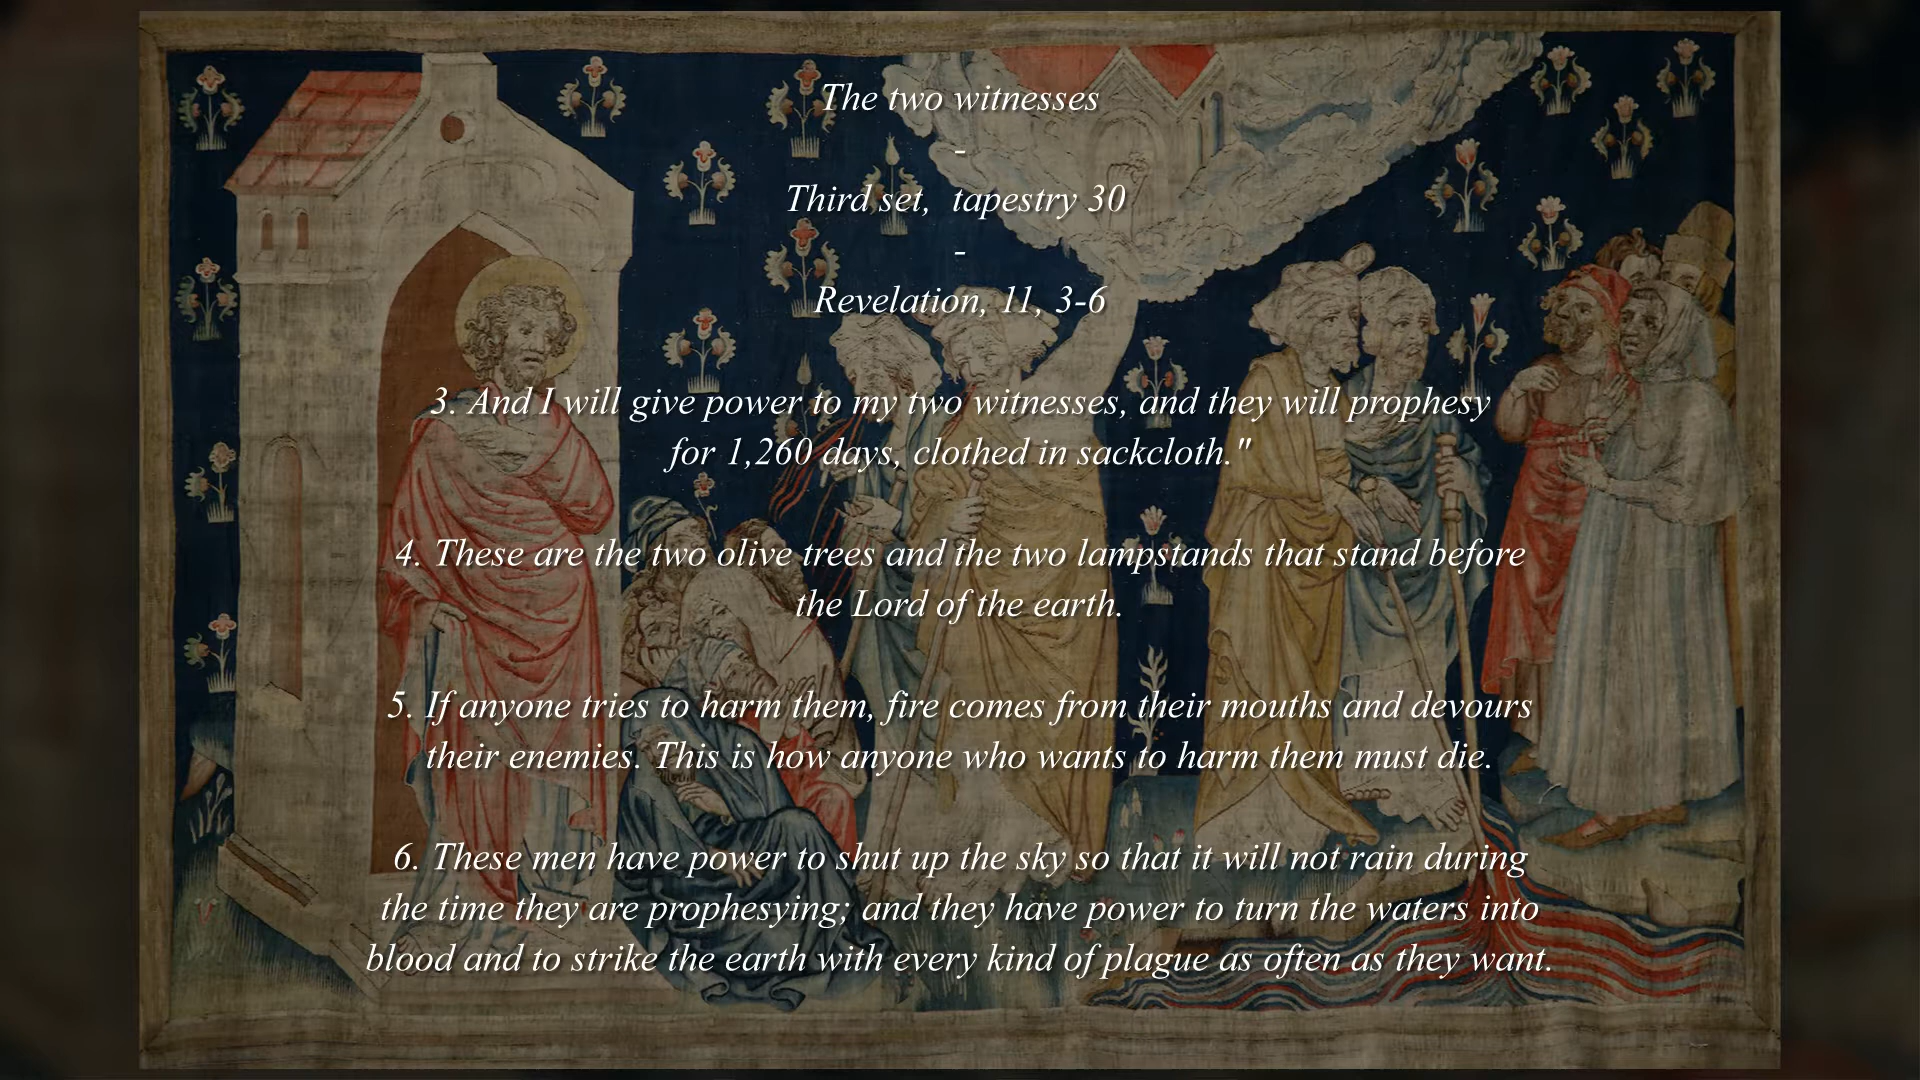 The two witnesses
-
Third set,  tapestry 30
-
Revelation, 11, 3-6
3. And I will give power to my two witnesses, and they will prophesy
for 1,260 days, clothed in sackcloth."
4. These are the two olive trees and the two lampstands that stand before
the Lord of the earth.
5. If anyone tries to harm them, fire comes from their mouths and devours
their enemies. This is how anyone who wants to harm them must die.
6. These men have power to shut up the sky so that it will not rain during
the time they are prophesying; and they have power to turn the waters into
blood and to strike the earth with every kind of plague as often as they want.